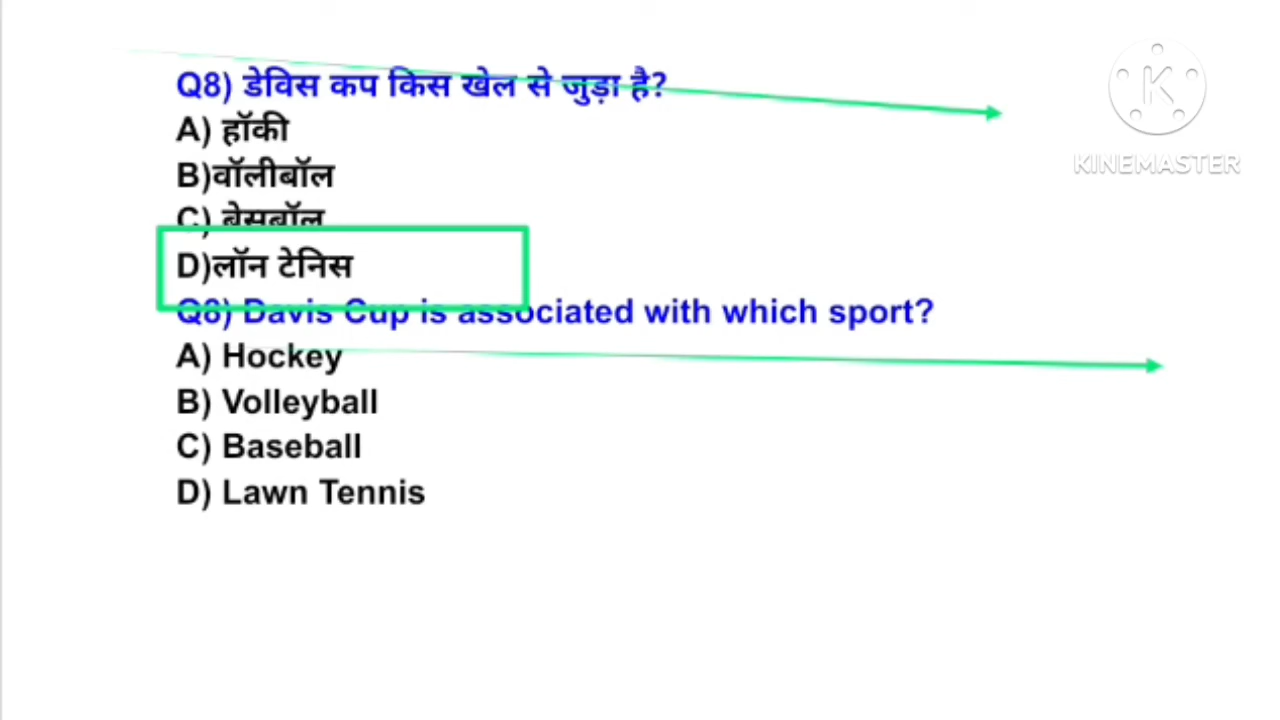 Q8) डेविस कप किस खेल से जुड़ा है?
A) हॉकी
B)वॉलीबॉल
C) बेसबॉल
D)लॉन टेनिस
Q8) Davis Cup is associated with which sport?
A) Hockey
B) Volleyball
C) Baseball
D) Lawn Tennis
K
KINEMASTER